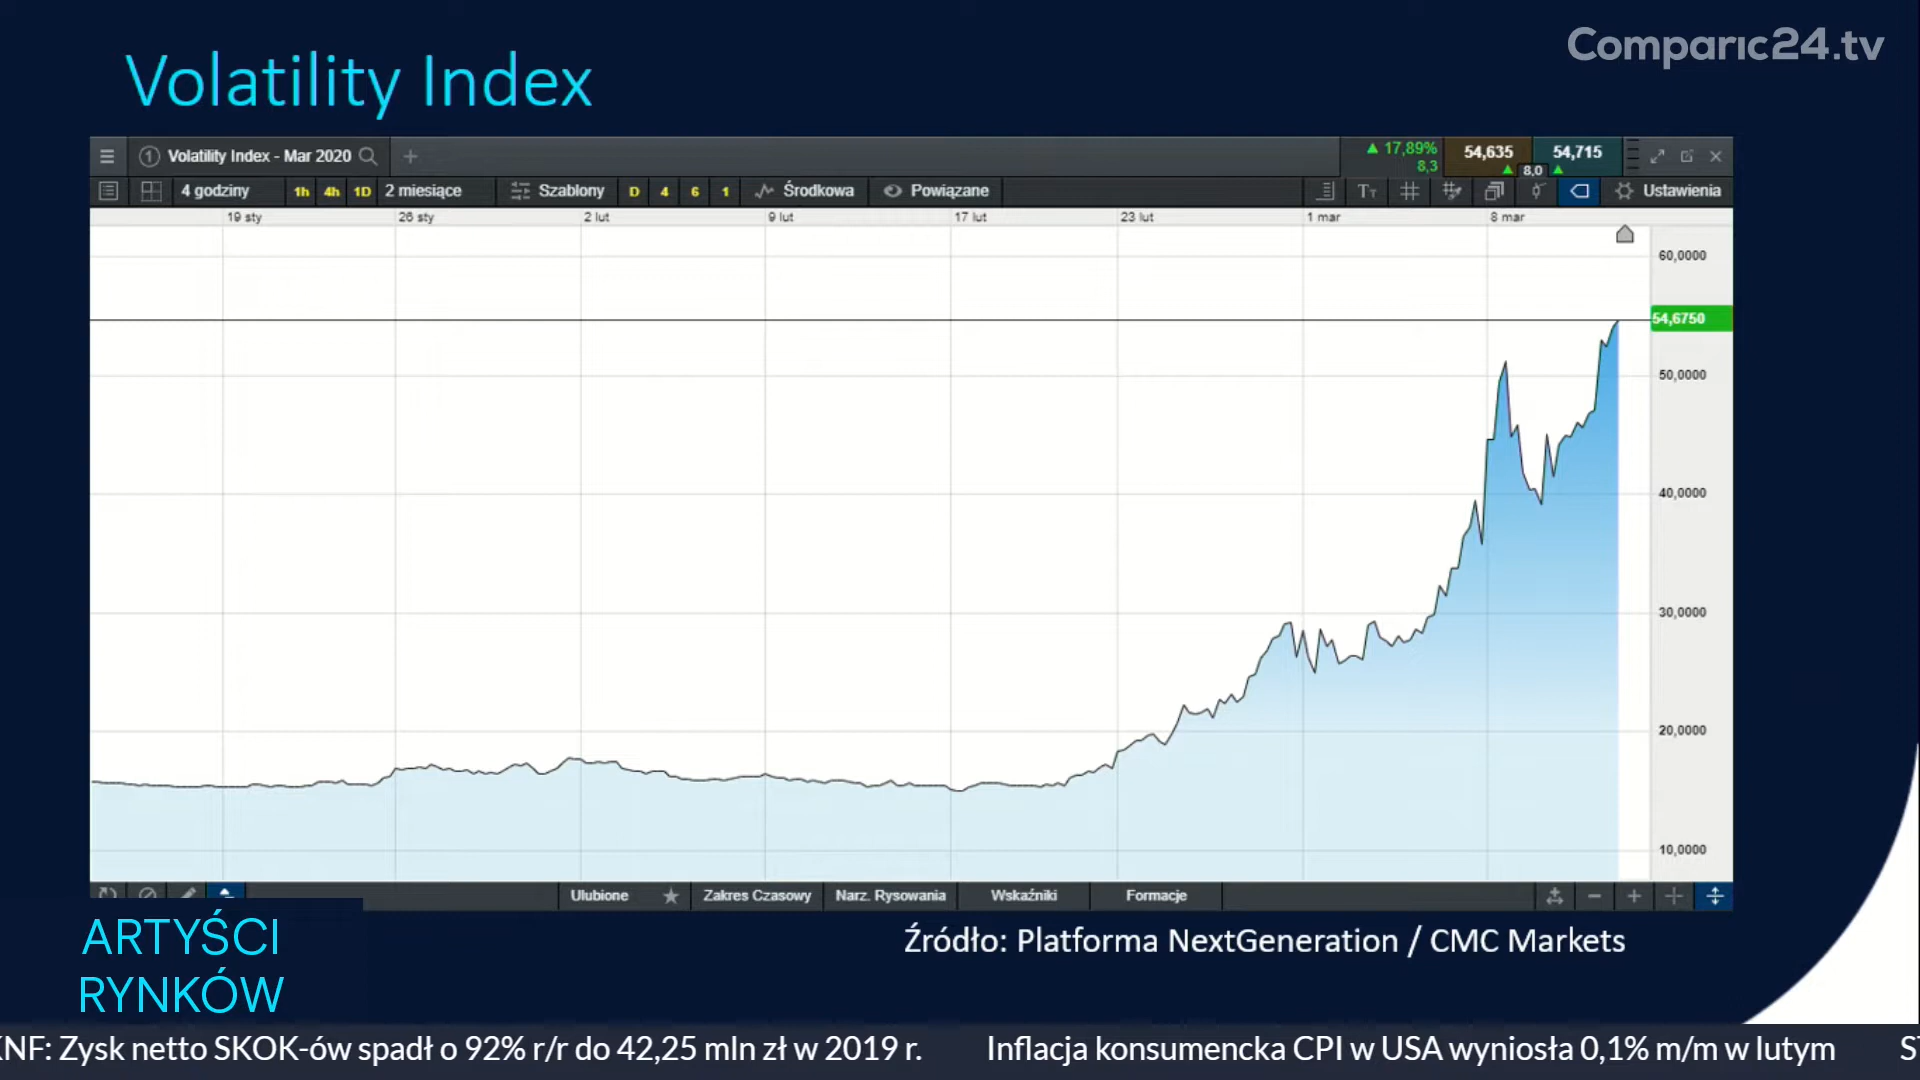 Comparic24.tv
Volatility Index
1 Volatility Index - Mar 2020 +
17,89% 54,635 54,715
8,3 8,0
4 godziny 1h 4h 1D 2 miesiące Szablony D 4 6 1 Środkowa Powiązane Ustawienia
19 sty 26 sty 2 lut 9 lut 17 lut 23 lut 1 mar 8 mar
60,0000
54,6750
50,0000
40,0000
30,0000
20,0000
10,0000
Ulubione Zakres Czasowy Narz. Rysowania Wskaźniki Formacje
ARTYŚCI
RYNKÓW
Źródło: Platforma NextGeneration / CMC Markets
KNF: Zysk netto SKOK-ów spadł o 92% r/r do 42,25 mln zł w 2019 r. Inflacja konsumencka CPI w USA wyniosła 0,1% m/m w lutym